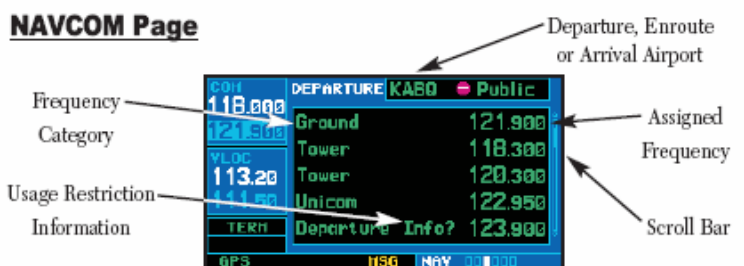 NAVCOM Page
Departure, Enroute
or Arrival Airport
Frequency
Category
Usage Restriction
Information
Assigned
Frequency
Scroll Bar
COM
118.000
121.900
VLOC
113.20
111.50
TERM
GPS
DEPARTURE KABQ Public
Ground 121.900
Tower 118.300
Tower 120.300
Unicom 122.950
Departure Info? 123.900
MSG NAV